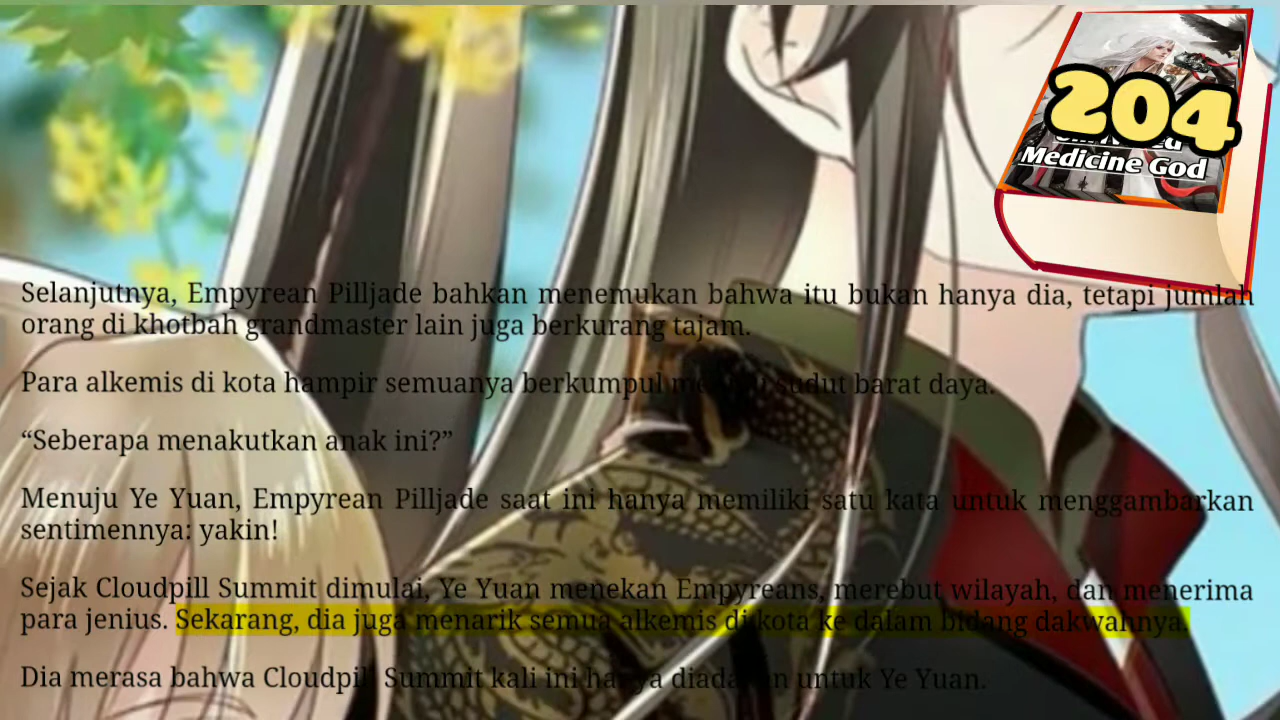 204
Medicine God
Selanjutnya, Empyrean Pilljade bahkan menemukan bahwa itu bukan hanya dia, tetapi jumlah
orang di khotbah grandmaster lain juga berkurang tajam.
Para alkemis di kota hampir semuanya berkumpul sudut barat daya.
“Seberapa menakutkan anak ini?”
Menuju Ye Yuan, Empyrean Pilljade saat ini hanya memiliki satu kata untuk menggambarkan
sentimennya: yakin!
Sejak Cloudpill Summit dimulai, Ye Yuan menekan Empyreans, merebut wilayah, dan menerima
para jenius. Sekarang, dia juga menarik semua alkemis di kota ke dalam bidang dakwahnya.
Dia merasa bahwa Cloudpill Summit kali ini hanya diadakan untuk Ye Yuan.